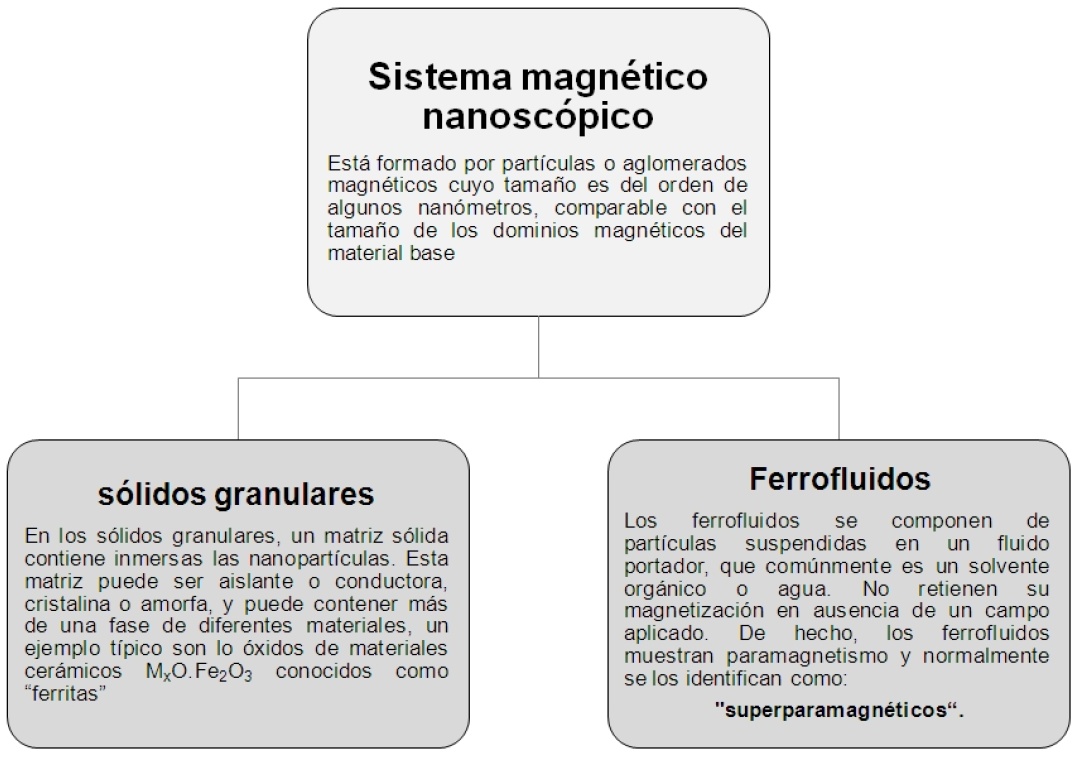 Sistema magnético
nanoscópico
Está formado por partículas o aglomerados
magnéticos cuyo tamaño es del orden de
algunos nanómetros, comparable con el
tamaño de los dominios magnéticos del
material base
sólidos granulares
En los sólidos granulares, un matriz sólida
contiene inmersas las nanopartículas. Esta
matriz puede ser aislante o conductora,
cristalina o amorfa, y puede contener más
de una fase de diferentes materiales, un
ejemplo típico son lo óxidos de materiales
cerámicos MₓO.Fe₂O₃ conocidos como
“ferritas”
Ferrofluidos
Los ferrofluidos se componen de
partículas suspendidas en un fluido
portador, que comúnmente es un solvente
orgánico o agua. No retienen su
magnetización en ausencia de un campo
aplicado. De hecho, los ferrofluidos
muestran paramagnetismo y normalmente
se los identifican como:
"superparamagnéticos“.